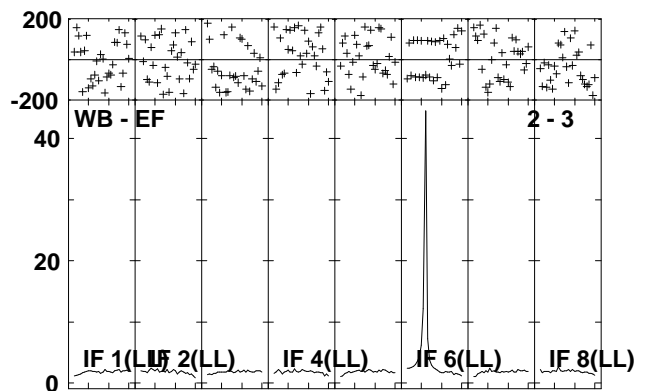 200
-200
WB - EF 2 - 3
40
20
IF 1(LL) IF 2(LL) IF 4(LL) IF 6(LL) IF 8(LL)
0